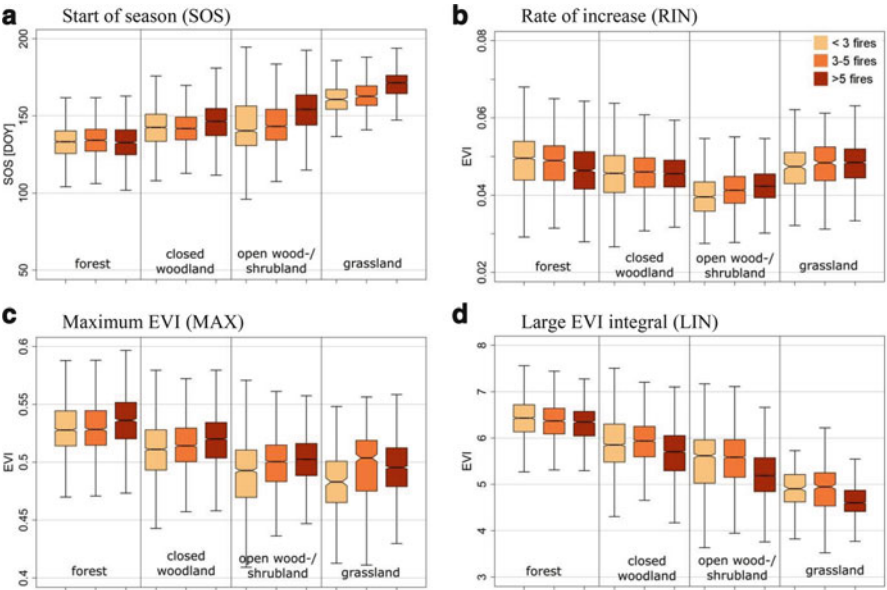 a Start of season (SOS)
200
150
100
50
SOS [DOY]
forest
closed
woodland
open wood-/
shrubland
grassland
b Rate of increase (RIN)
0.08
0.06
0.04
0.02
EVI
< 3 fires
3-5 fires
>5 fires
forest
closed
woodland
open wood-/
shrubland
grassland
c Maximum EVI (MAX)
0.6
0.55
0.5
0.45
0.4
EVI
forest
closed
woodland
open wood-/
shrubland
grassland
d Large EVI integral (LIN)
8
7
6
5
4
3
EVI
forest
closed
woodland
open wood-/
shrubland
grassland